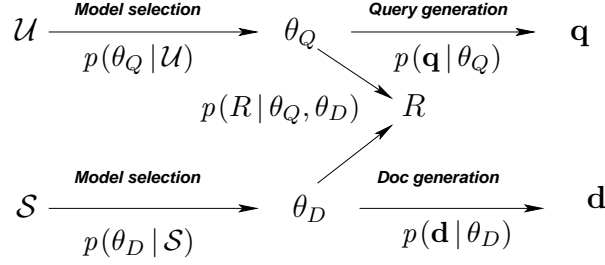 Model selection Query generation
𝒰 θ_Q q
p(θ_Q | 𝒰) p(q | θ_Q)
p(R | θ_Q, θ_D) R
Model selection Doc generation
𝒮 θ_D d
p(θ_D | 𝒮) p(d | θ_D)